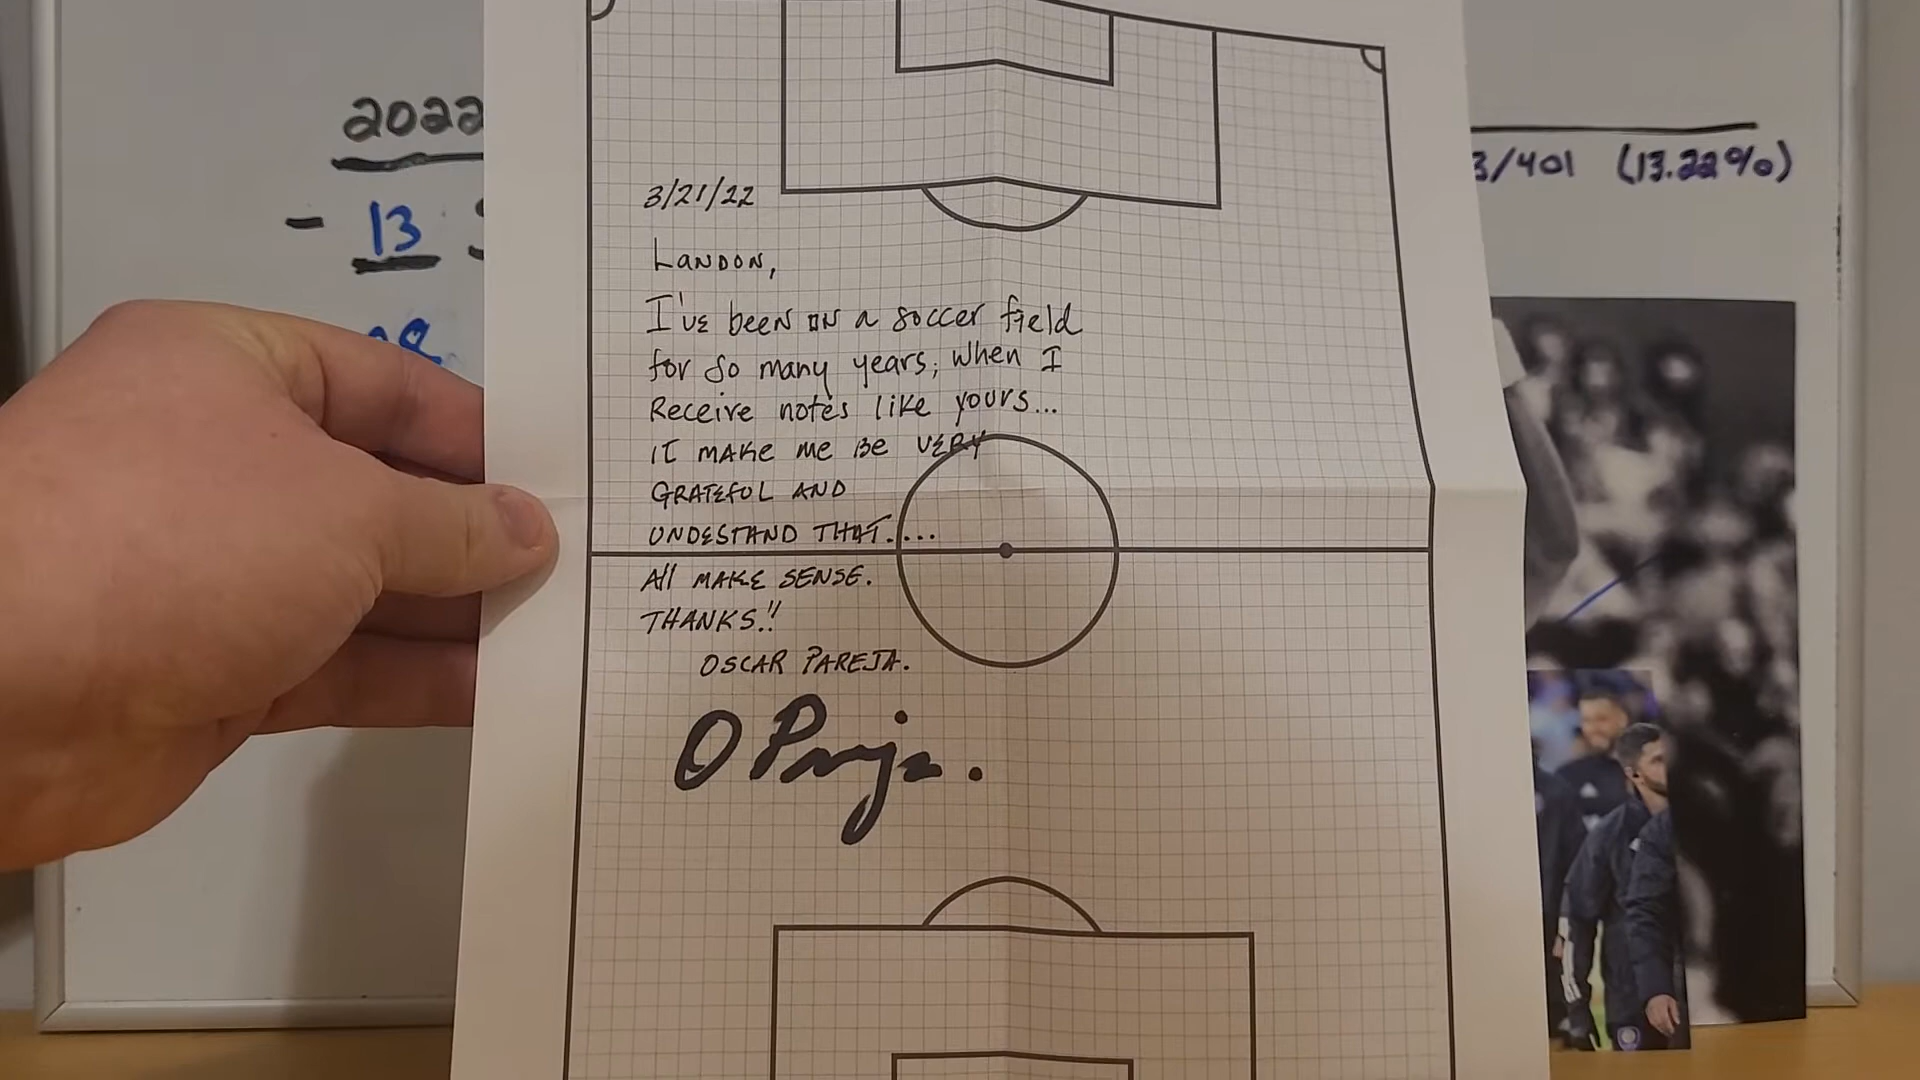 2022
- 13
3/401 (13.22%)
3/21/22
LANDON,
I'VE been ON a soccer field
for so many years; when I
Receive notes like yours...
IT MAKE me BE VERY
GRATEFUL AND
UNDESTAND THAT.....
All MAKE SENSE.
THANKS.!!
OSCAR PAREJA.
O Pareja.